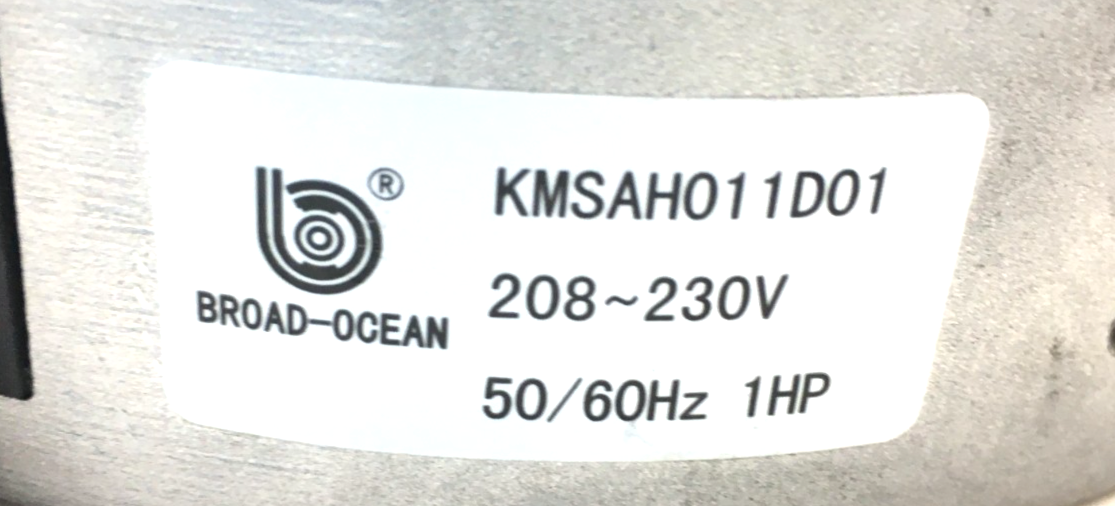 ®
BROAD-OCEAN
KMSAH011D01
208~230V
50/60Hz 1HP